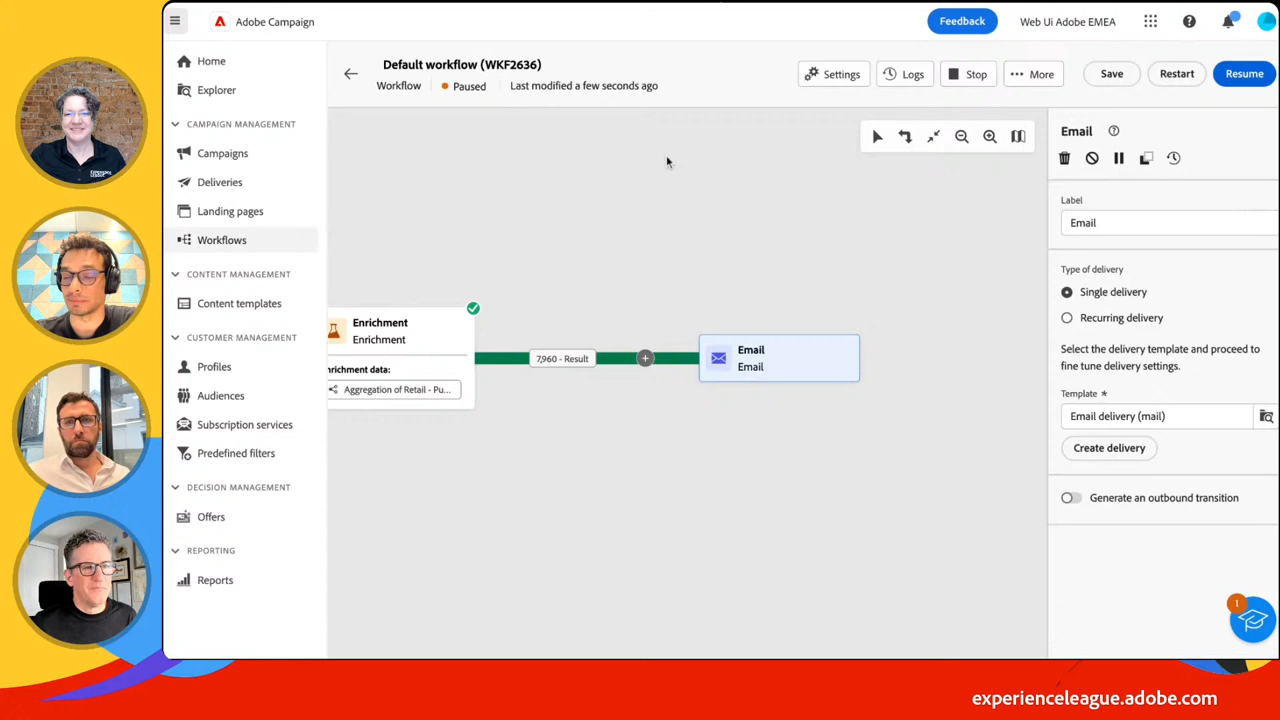 Adobe Campaign
Feedback
Web Ui Adobe EMEA
Home
Explorer
CAMPAIGN MANAGEMENT
Campaigns
Deliveries
Landing pages
Workflows
CONTENT MANAGEMENT
Content templates
CUSTOMER MANAGEMENT
Profiles
Audiences
Subscription services
Predefined filters
DECISION MANAGEMENT
Offers
REPORTING
Reports
Default workflow (WKF2636)
Workflow
Paused
Last modified a few seconds ago
Settings
Logs
Stop
More
Save
Restart
Resume
Enrichment
Enrichment
nrichment data:
Aggregation of Retail - Pu...
7,960 - Result
Email
Email
Email
Label
Email
Type of delivery
Single delivery
Recurring delivery
Select the delivery template and proceed to
fine tune delivery settings.
Template *
Email delivery (mail)
Create delivery
Generate an outbound transition
1
experienceleague.adobe.com